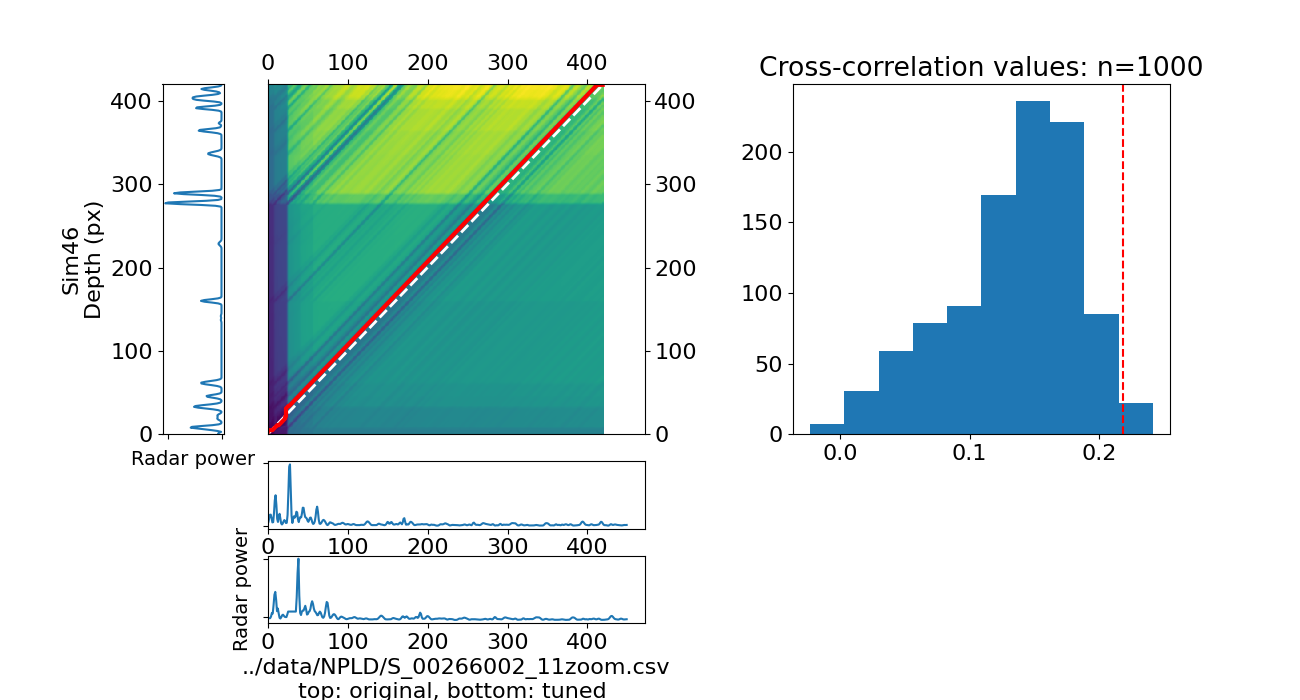 0 100 200 300 400
Cross-correlation values: n=1000
400
300
200
100
0
Sim46
Depth (px)
400
300
200
100
0
200
150
100
50
0
0.0 0.1 0.2
Radar power
0 100 200 300 400
Radar power
0 100 200 300 400
../data/NPLD/S_00266002_11zoom.csv
top: original, bottom: tuned